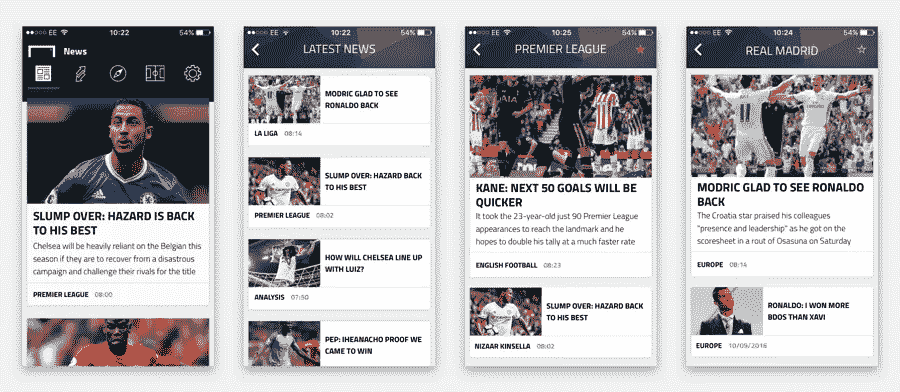 EE 10:22 54%
News
SLUMP OVER: HAZARD IS BACK
TO HIS BEST
Chelsea will be heavily reliant on the Belgian this
season if they are to recover from a disastrous
campaign and challenge their rivals for the title
PREMIER LEAGUE 08:00
EE 10:22 54%
LATEST NEWS
MODRIC GLAD TO SEE
RONALDO BACK
LA LIGA 08:14
SLUMP OVER: HAZARD BACK
TO HIS BEST
PREMIER LEAGUE 08:02
HOW WILL CHELSEA LINE UP
WITH LUIZ?
ANALYSIS 07:50
PEP: IHEANACHO PROOF WE
CAME TO WIN
EE 10:25 54%
PREMIER LEAGUE
AIA
KANE: NEXT 50 GOALS WILL BE
QUICKER
It took the 23-year-old just 90 Premier League
appearances to reach the landmark and he
hopes to double his tally at a much faster rate
ENGLISH FOOTBALL 08:23
SLUMP OVER: HAZARD BACK
TO HIS BEST
NIZAAR KINSELLA 08:02
EE 10:24 54%
REAL MADRID
11
MODRIC GLAD TO SEE RONALDO
BACK
The Croatia star praised his colleagues
"presence and leadership" as he got on the
scoresheet in a rout of Osasuna on Saturday
EUROPE 08:14
RONALDO: I WON MORE
BDOS THAN XAVI
EUROPE 10/09/2016